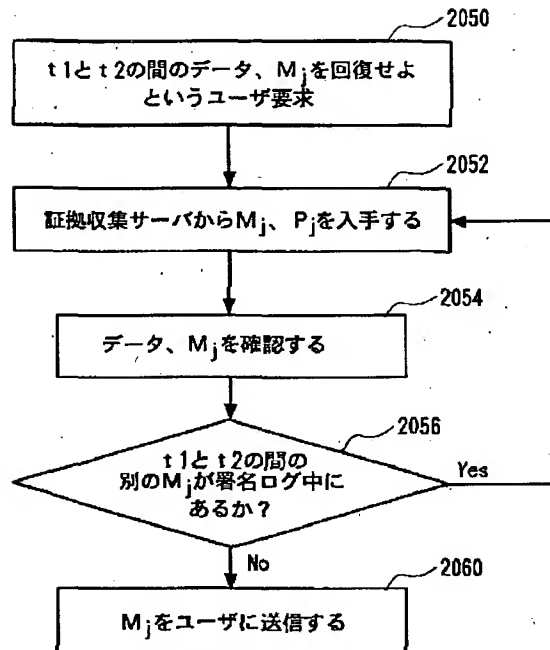 2050
t1とt2の間のデータ、Mjを回復せよ
というユーザ要求
2052
証拠収集サーバからMj、Pjを入手する
2054
データ、Mjを確認する
2056
t1とt2の間の
別のMjが署名ログ中に
あるか？
Yes
No
2060
Mjをユーザに送信する